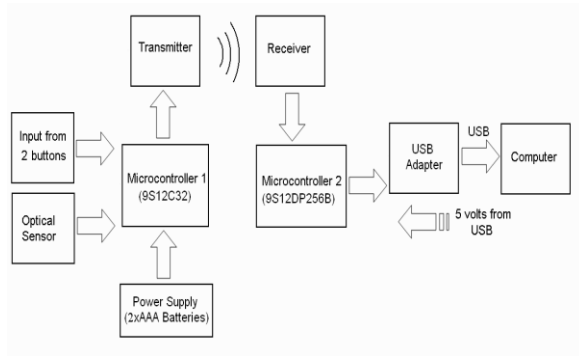 Transmitter
Receiver
Input from
2 buttons
Optical
Sensor
Microcontroller 1
(9S12C32)
Power Supply
(2xAAA Batteries)
Microcontroller 2
(9S12DP256B)
USB
Adapter
USB
Computer
5 volts from
USB